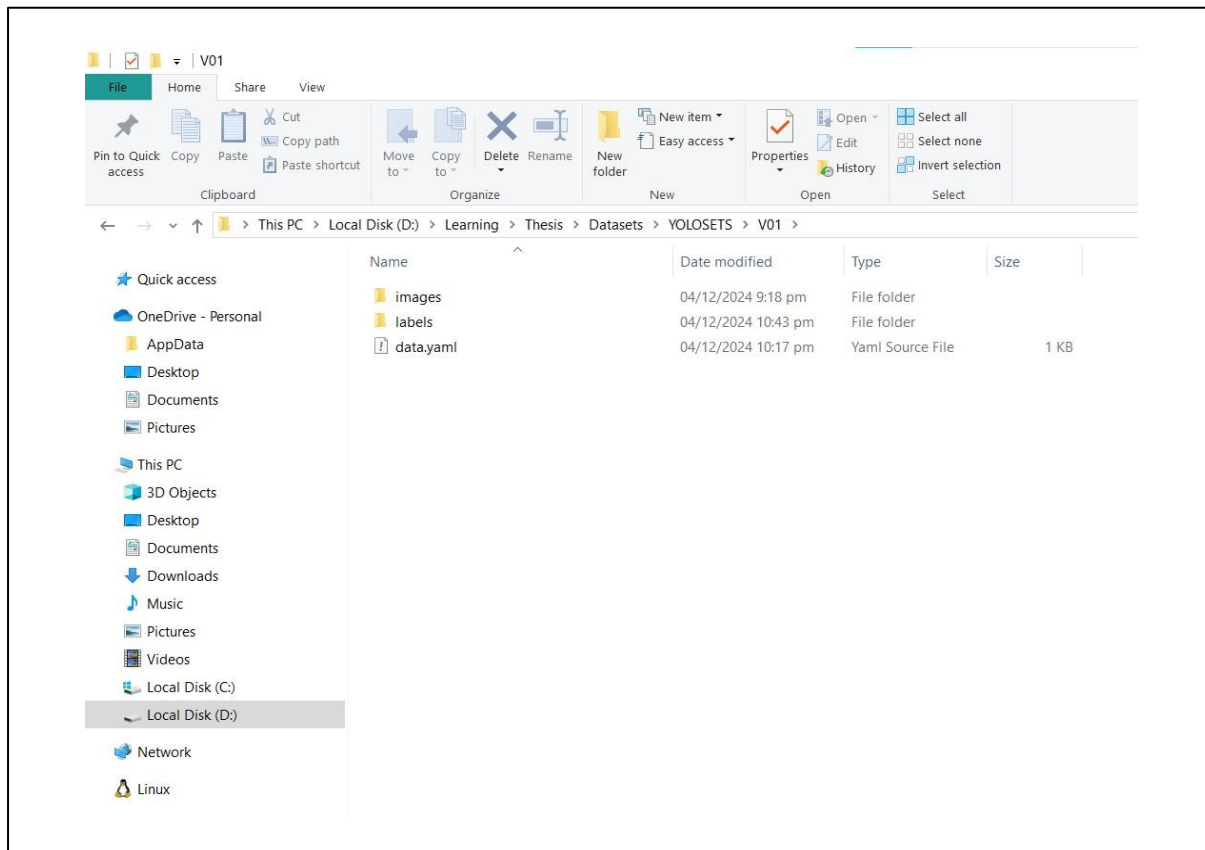 V01
File Home Share View
Pin to Quick access
Copy
Paste
Cut
Copy path
Paste shortcut
Clipboard
Move to
Copy to
Delete
Rename
Organize
New folder
New item
Easy access
New
Properties
Open
Edit
History
Open
Select all
Select none
Invert selection
Select
This PC > Local Disk (D:) > Learning > Thesis > Datasets > YOLOSETS > V01 >
Name Date modified Type Size
images 04/12/2024 9:18 pm File folder
labels 04/12/2024 10:43 pm File folder
data.yaml 04/12/2024 10:17 pm Yaml Source File 1 KB
Quick access
OneDrive - Personal
AppData
Desktop
Documents
Pictures
This PC
3D Objects
Desktop
Documents
Downloads
Music
Pictures
Videos
Local Disk (C:)
Local Disk (D:)
Network
Linux